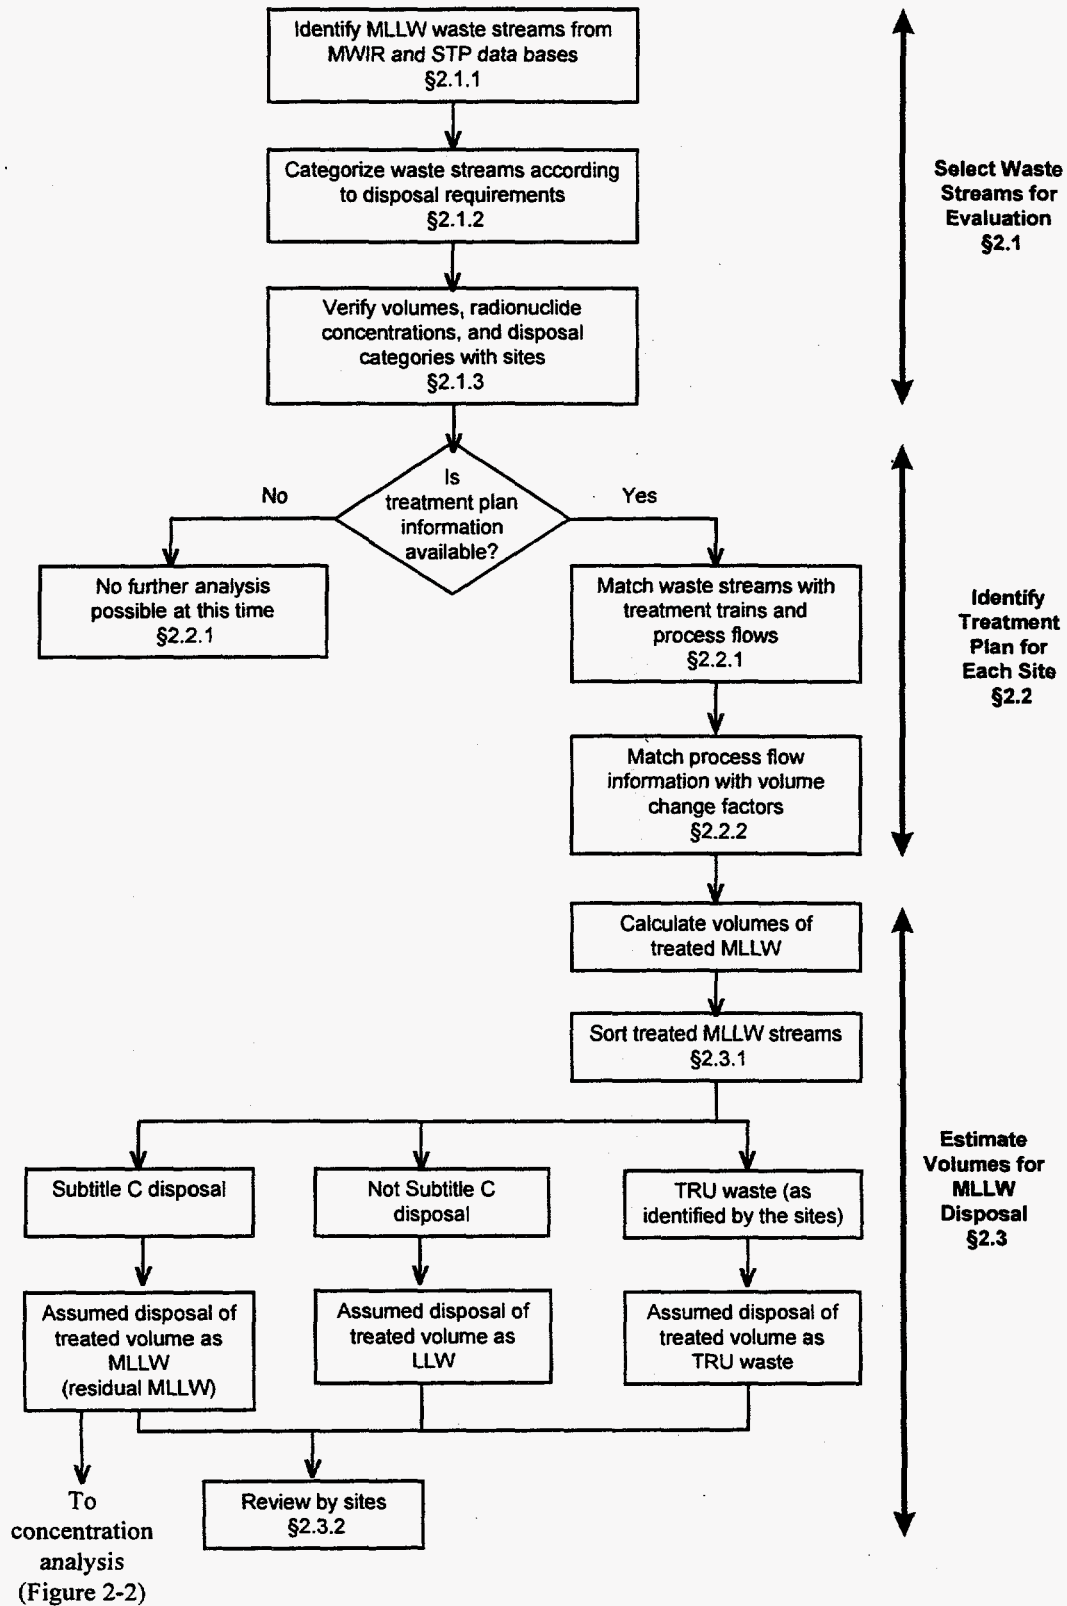 Identify MLLW waste streams from
MWIR and STP data bases
§2.1.1
Categorize waste streams according
to disposal requirements
§2.1.2
Select Waste
Streams for
Evaluation
§2.1
Verify volumes, radionuclide
concentrations, and disposal
categories with sites
§2.1.3
Is
treatment plan
information
available?
No
Yes
No further analysis
possible at this time
§2.2.1
Match waste streams with
treatment trains and
process flows
§2.2.1
Identify
Treatment
Plan for
Each Site
§2.2
Match process flow
information with volume
change factors
§2.2.2
Calculate volumes of
treated MLLW
Sort treated MLLW streams
§2.3.1
Estimate
Volumes for
MLLW
Disposal
§2.3
Subtitle C disposal
Not Subtitle C
disposal
TRU waste (as
identified by the sites)
Assumed disposal of
treated volume as
MLLW
(residual MLLW)
Assumed disposal of
treated volume as
LLW
Assumed disposal of
treated volume as
TRU waste
To
concentration
analysis
(Figure 2-2)
Review by sites
§2.3.2